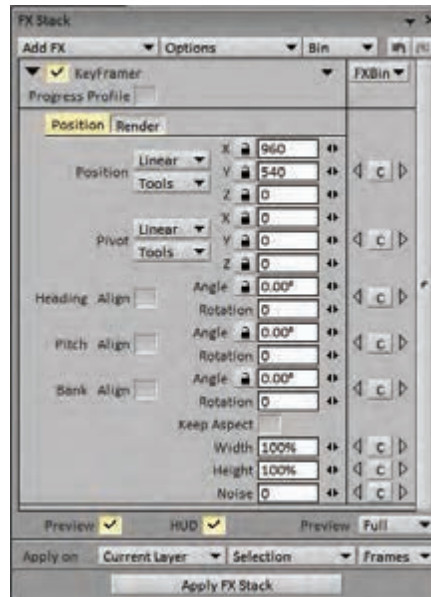 FX Stack
Add FX Options Bin
KeyFramer FXBin
Progress Profile
Position Render
X 960
Linear
Position Y 540
Tools
Z 0
X 0
Linear
Pivot Y 0
Tools
Z 0
Angle 0.00°
Heading Align
Rotation 0
Angle 0.00°
Pitch Align
Rotation 0
Angle 0.00°
Bank Align
Rotation 0
C
C
C
C
C
Keep Aspect
Width 100% C
Height 100% C
Noise 0 C
Preview HUD Preview Full
Apply on Current Layer Selection Frames
Apply FX Stack